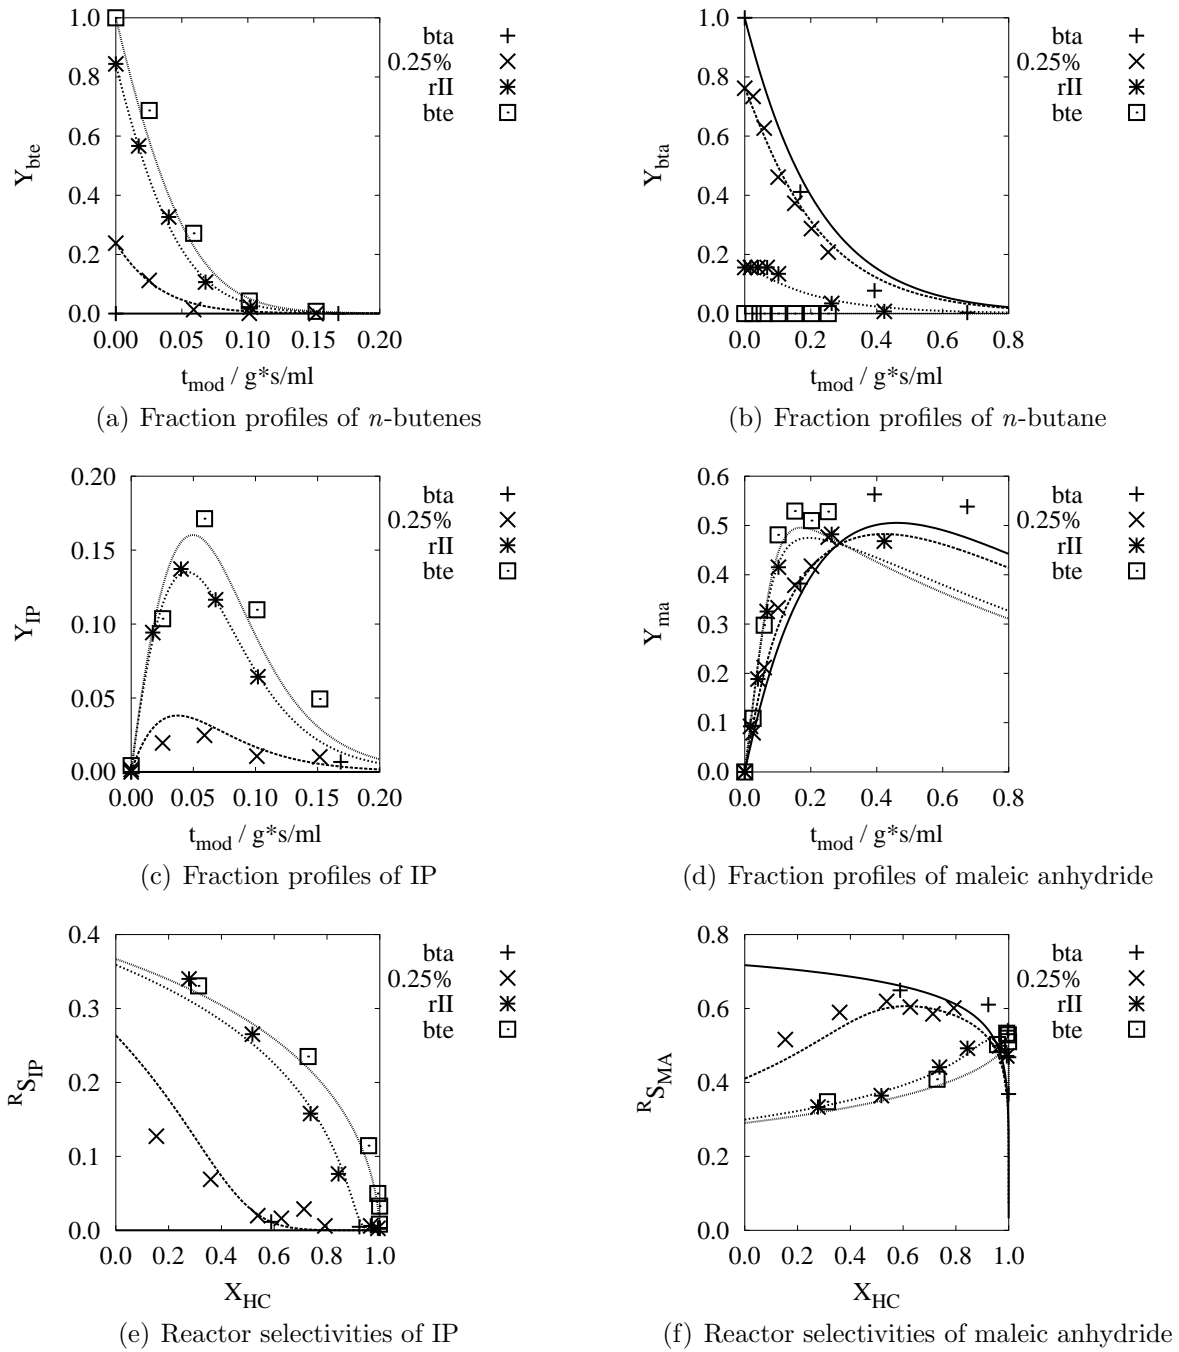 1.0
0.8
0.6
0.4
0.2
0.0
Y_bte
0.00 0.05 0.10 0.15 0.20
t_mod / g*s/ml
bta
0.25%
rII
bte
(a) Fraction profiles of n-butenes
1.0
0.8
0.6
0.4
0.2
0.0
Y_bta
0.0 0.2 0.4 0.6 0.8
t_mod / g*s/ml
bta
0.25%
rII
bte
(b) Fraction profiles of n-butane
0.20
0.15
0.10
0.05
0.00
Y_IP
0.00 0.05 0.10 0.15 0.20
t_mod / g*s/ml
bta
0.25%
rII
bte
(c) Fraction profiles of IP
0.6
0.5
0.4
0.3
0.2
0.1
0.0
Y_ma
0.0 0.2 0.4 0.6 0.8
t_mod / g*s/ml
bta
0.25%
rII
bte
(d) Fraction profiles of maleic anhydride
0.4
0.3
0.2
0.1
0.0
^R S_IP
0.0 0.2 0.4 0.6 0.8 1.0
X_HC
bta
0.25%
rII
bte
(e) Reactor selectivities of IP
0.8
0.6
0.4
0.2
0.0
^R S_MA
0.0 0.2 0.4 0.6 0.8 1.0
X_HC
bta
0.25%
rII
bte
(f) Reactor selectivities of maleic anhydride